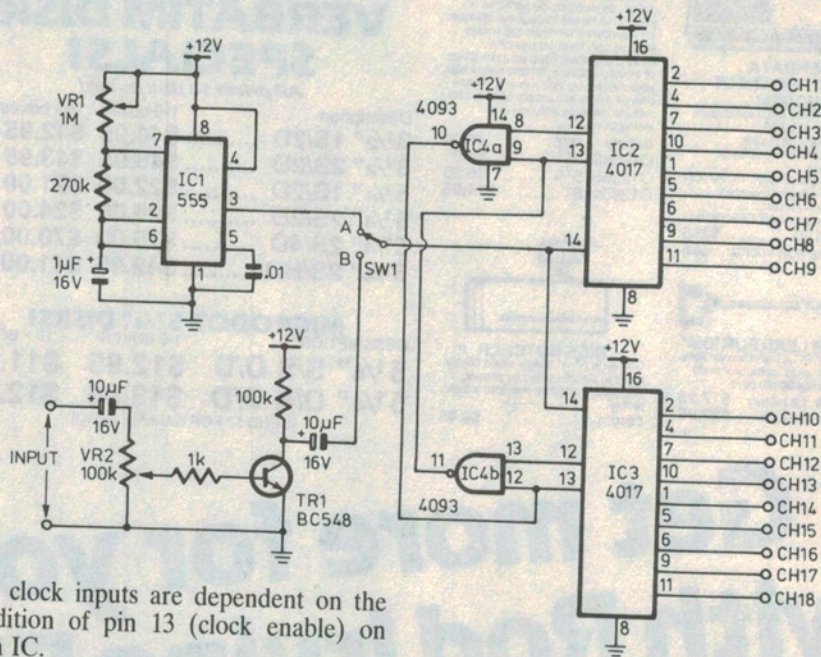 +12V
VR1
1M
270k
1µF +
16V
8
4
IC1
555
3
2
6
5
1
.01
A
B
SW1
INPUT
10µF
+
16V
VR2
100k
1k
+12V
100k
10µF
+
16V
TR1
BC548
4093
+12V
14
10
IC4a
8
9
7
+12V
16
12
13
14
IC2
4017
8
2
4
7
10
1
5
6
9
11
CH1
CH2
CH3
CH4
CH5
CH6
CH7
CH8
CH9
11
IC4b
13
12
4093
+12V
16
14
12
13
IC3
4017
8
2
4
7
10
1
5
6
9
11
CH10
CH11
CH12
CH13
CH14
CH15
CH16
CH17
CH18
clock inputs are dependent on the
dition of pin 13 (clock enable) on
IC.